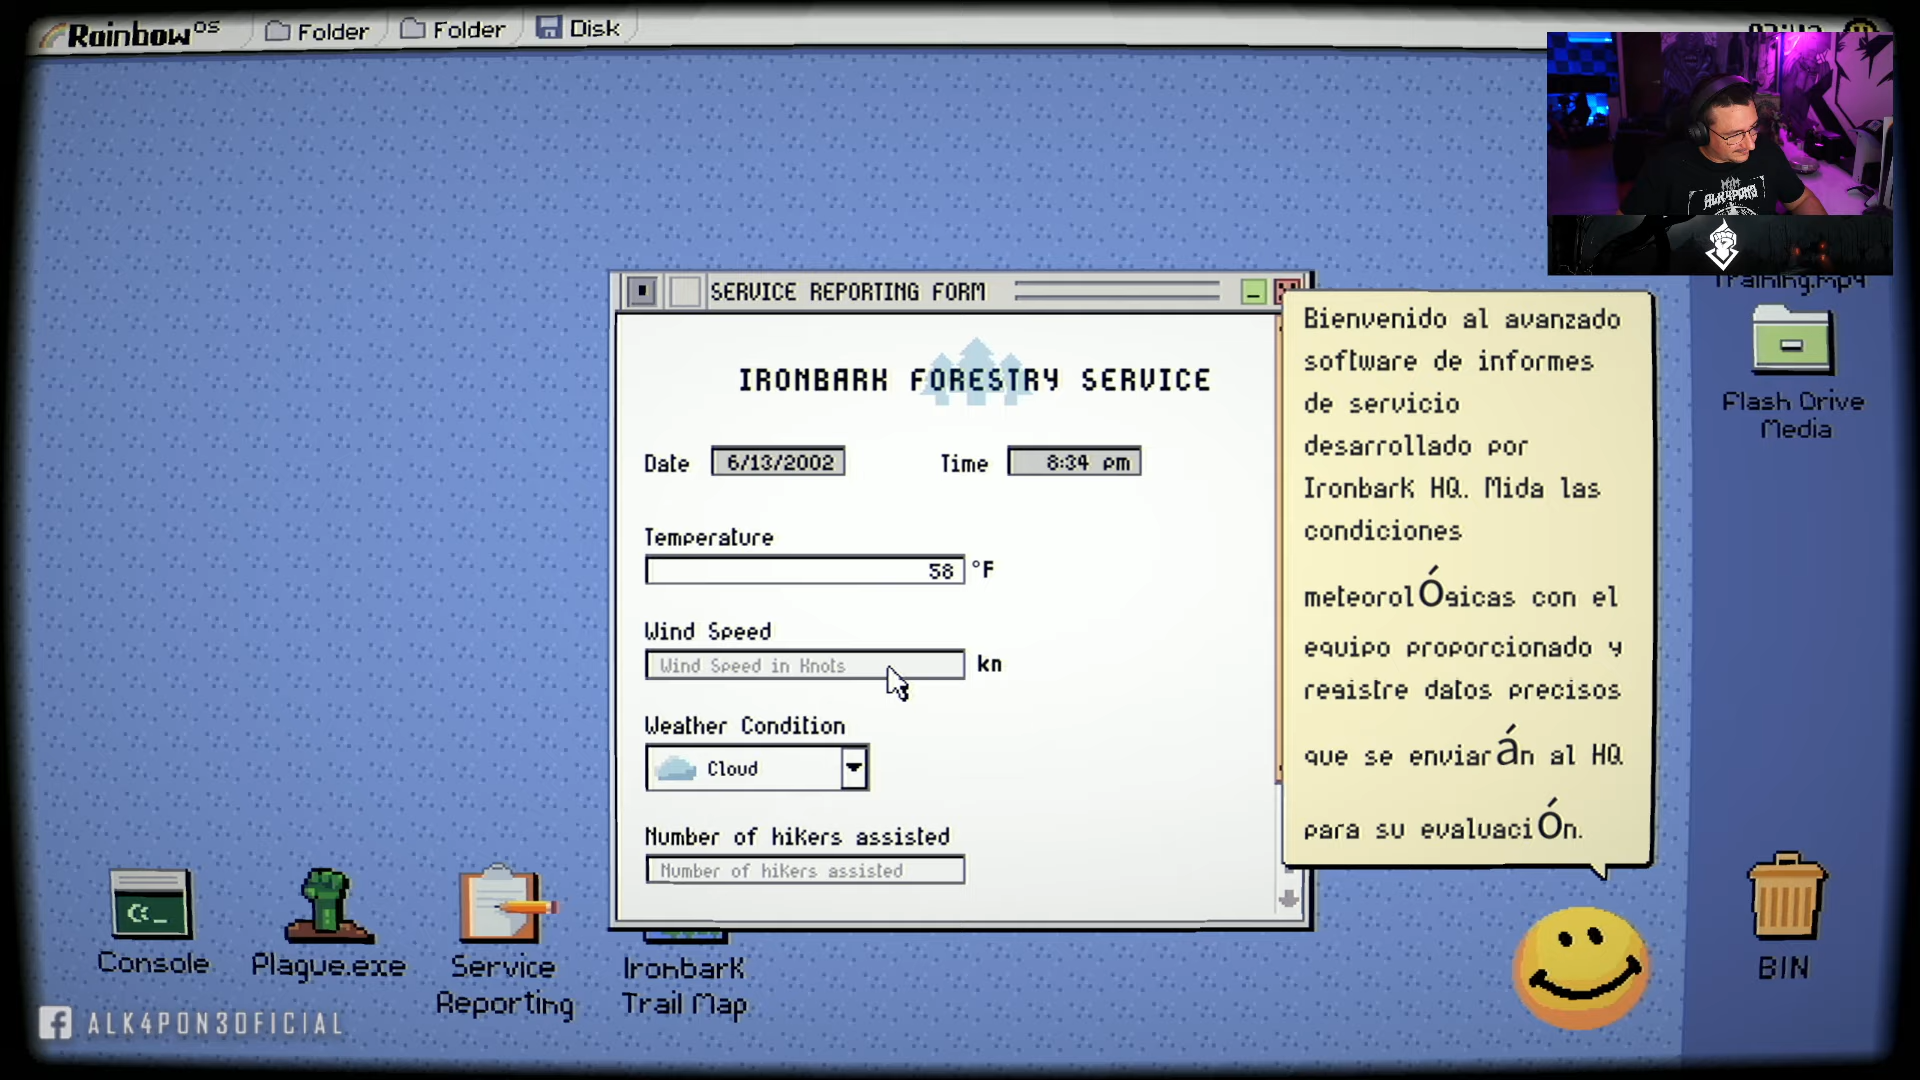 RainbowOS
Folder
Folder
Disk
Training.mp4
Flash Drive
Media
SERVICE REPORTING FORM
IRONBARK FORESTRY SERVICE
Date 6/13/2002 Time 8:34 pm
Temperature
58 °F
Wind Speed
Wind Speed in Knots kn
Weather Condition
Cloud
Number of hikers assisted
Number of hikers assisted
Bienvenido al avanzado
software de informes
de servicio
desarrollado por
Ironbark HQ. Mida las
condiciones
meteorolÓgicas con el
equipo proporcionado y
registre datos precisos
que se enviarán al HQ
para su evaluaciÓn.
C:_
Console
Plague.exe
Service
Reporting
Ironbark
Trail Map
BIN
ALK4PON3OFICIAL
ALK4PON3